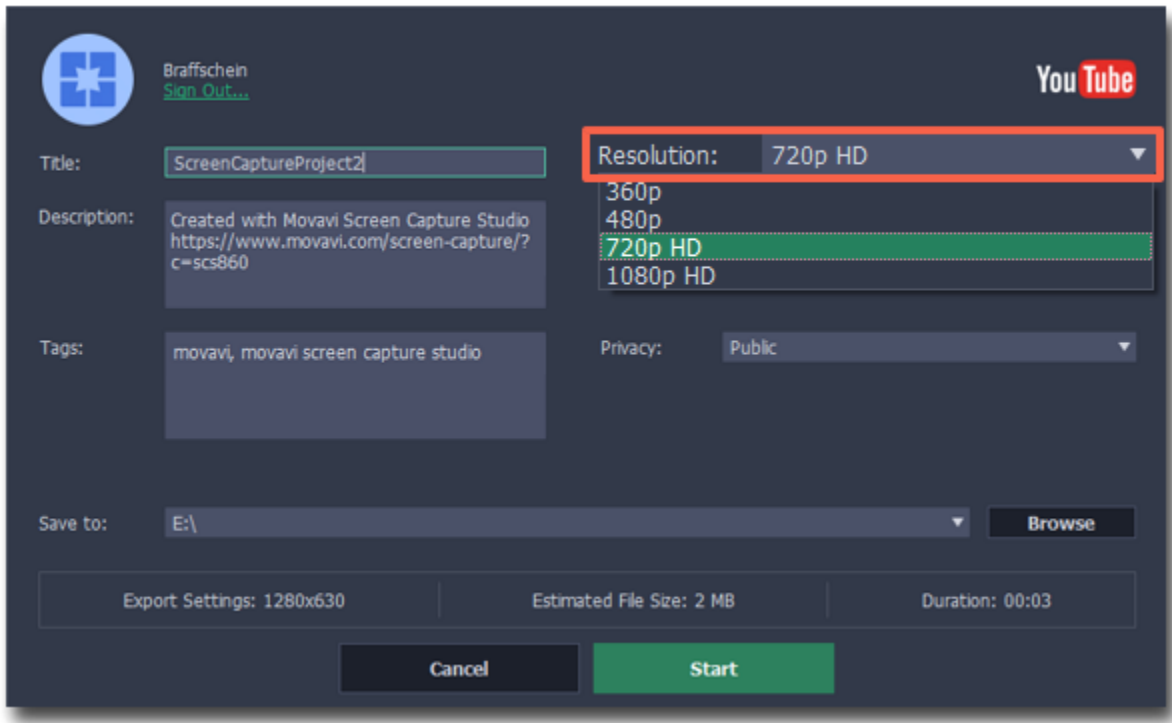 Braffschein
Sign Out...
YouTube
Title:
ScreenCaptureProject2
Resolution:
720p HD
360p
480p
720p HD
1080p HD
Description:
Created with Movavi Screen Capture Studio
https://www.movavi.com/screen-capture/?
c=scs860
Tags:
movavi, movavi screen capture studio
Privacy:
Public
Save to:
E:\
Browse
Export Settings: 1280x630
Estimated File Size: 2 MB
Duration: 00:03
Cancel
Start